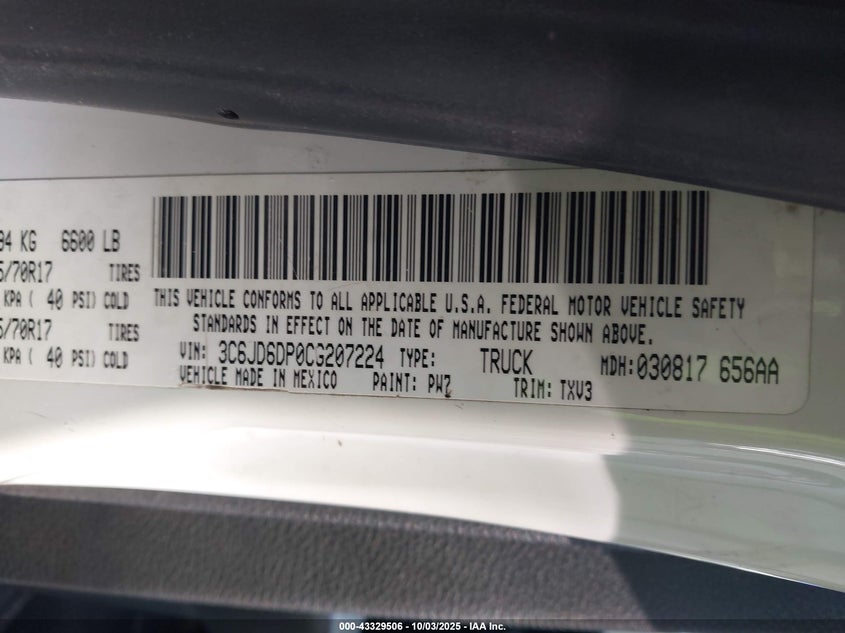 94 KG 6600 LB
5/70R17 TIRES
KPA ( 40 PSI) COLD
5/70R17 TIRES
KPA ( 40 PSI) COLD
THIS VEHICLE CONFORMS TO ALL APPLICABLE U.S.A. FEDERAL MOTOR VEHICLE SAFETY
STANDARDS IN EFFECT ON THE DATE OF MANUFACTURE SHOWN ABOVE.
VIN: 3C6JD6DP0CG207224 TYPE: TRUCK MDH: 030817 656AA
VEHICLE MADE IN MEXICO PAINT: PW7 TRIM: TXV3
000-43329506 - 10/03/2025 - IAA Inc.